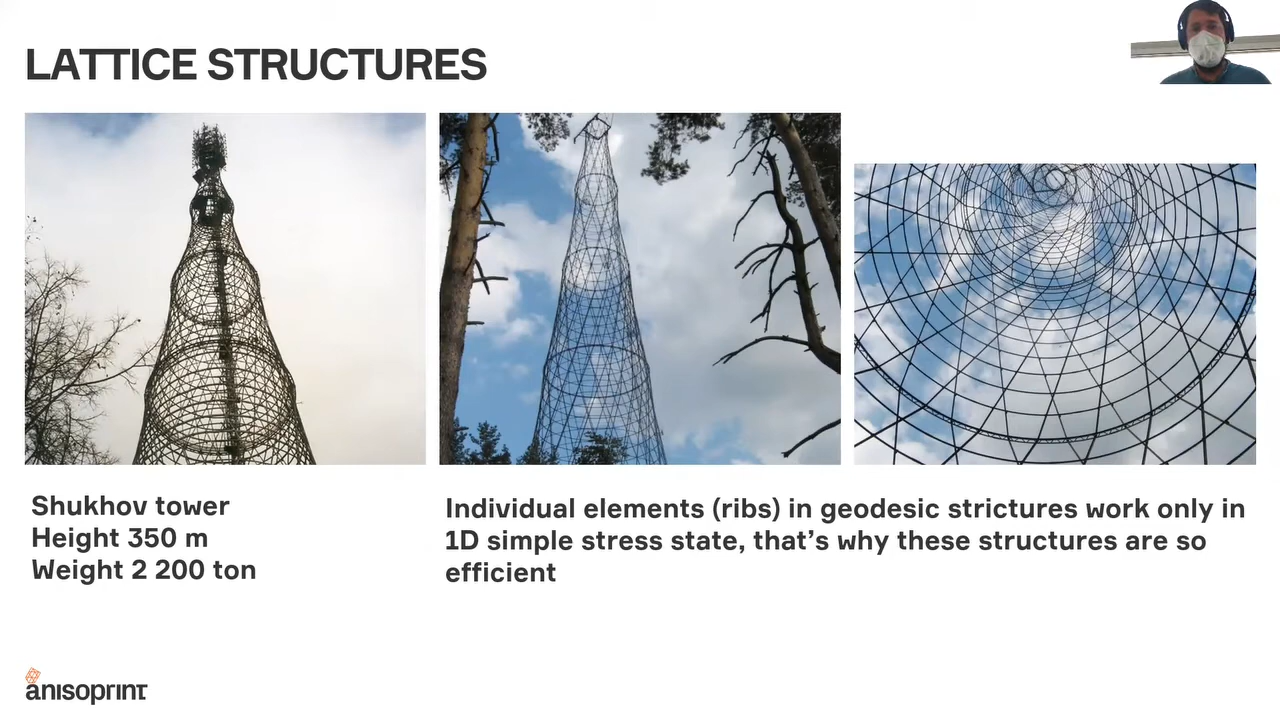 LATTICE STRUCTURES
Shukhov tower
Height 350 m
Weight 2 200 ton
Individual elements (ribs) in geodesic strictures work only in
1D simple stress state, that's why these structures are so
efficient
anisoprint